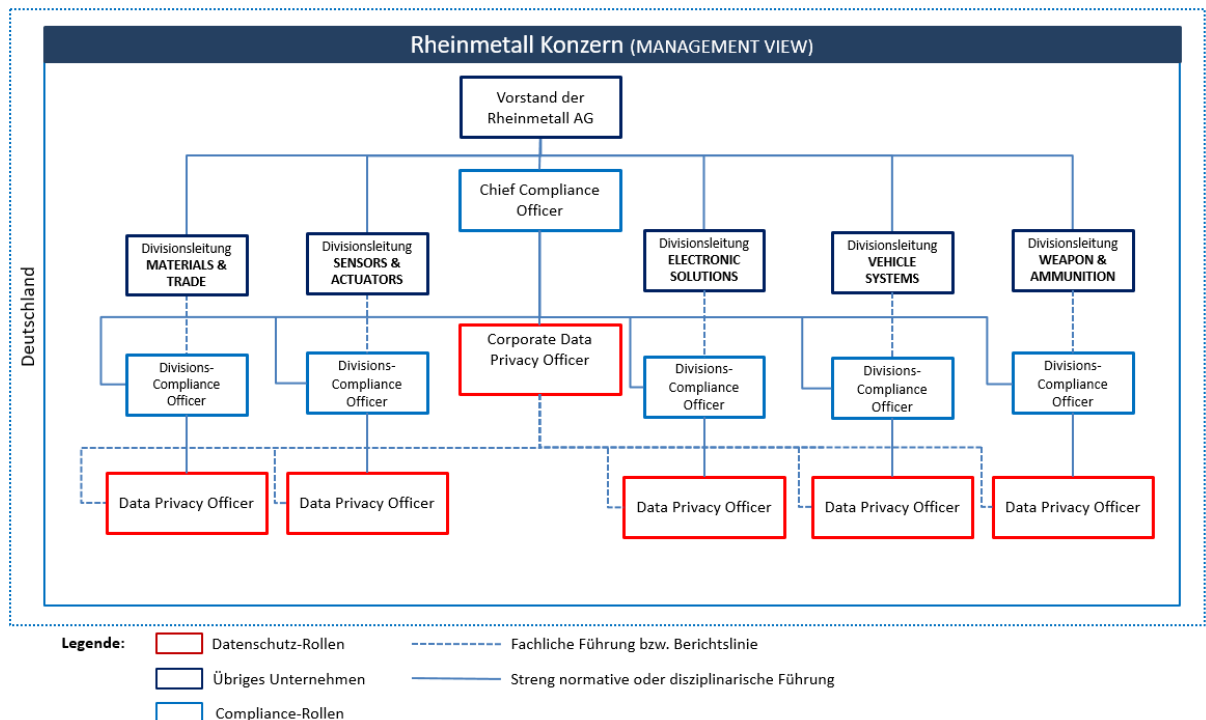 Rheinmetall Konzern (MANAGEMENT VIEW)
Vorstand der
Rheinmetall AG
Chief Compliance
Officer
Divisionsleitung
MATERIALS &
TRADE
Divisionsleitung
SENSORS &
ACTUATORS
Divisionsleitung
ELECTRONIC
SOLUTIONS
Divisionsleitung
VEHICLE
SYSTEMS
Divisionsleitung
WEAPON &
AMMUNITION
Deutschland
Corporate Data
Privacy Officer
Divisions-
Compliance
Officer
Divisions-
Compliance
Officer
Divisions-
Compliance
Officer
Divisions-
Compliance
Officer
Divisions-
Compliance
Officer
Data Privacy Officer
Data Privacy Officer
Data Privacy Officer
Data Privacy Officer
Data Privacy Officer
Legende:
Datenschutz-Rollen
Fachliche Führung bzw. Berichtslinie
Übriges Unternehmen
Streng normative oder disziplinarische Führung
Compliance-Rollen